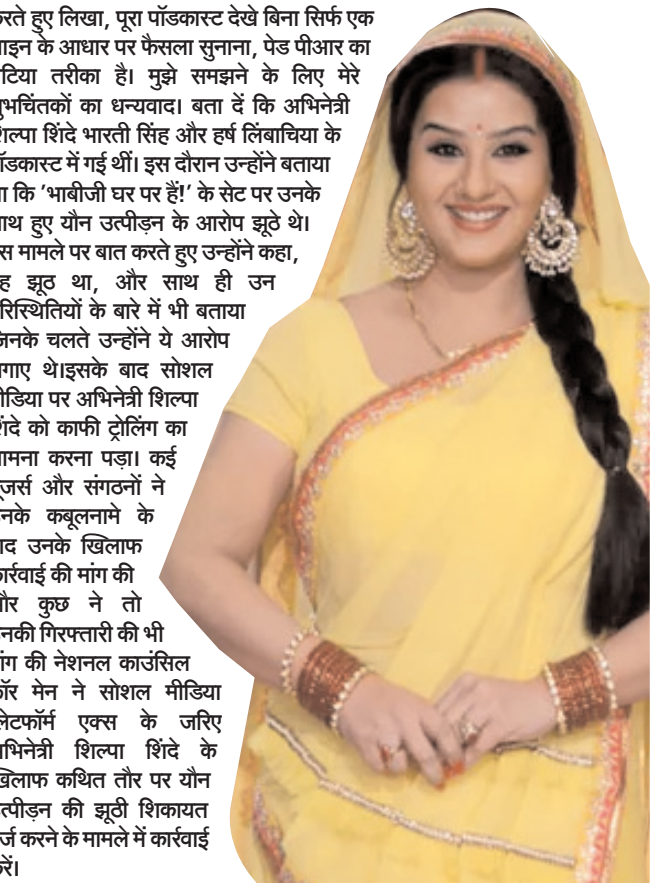 करते हुए लिखा, पूरा पॉडकास्ट देखे बिना सिर्फ एक
लाइन के आधार पर फैसला सुनाना, पेड पीआर का
घटिया तरीका है। मुझे समझने के लिए मेरे
शुभचिंतकों का धन्यवाद। बता दें कि अभिनेत्री
शिल्पा शिंदे भारती सिंह और हर्ष लिंबाचिया के
पॉडकास्ट में गई थीं। इस दौरान उन्होंने बताया
था कि 'भाबीजी घर पर हैं!' के सेट पर उनके
साथ हुए यौन उत्पीड़न के आरोप झूठे थे।
इस मामले पर बात करते हुए उन्होंने कहा,
यह झूठ था, और साथ ही उन
परिस्थितियों के बारे में भी बताया
जिनके चलते उन्होंने ये आरोप
लगाए थे।इसके बाद सोशल
मीडिया पर अभिनेत्री शिल्पा
शिंदे को काफी ट्रोलिंग का
सामना करना पड़ा। कई
यूजर्स और संगठनों ने
उनके कबूलनामे के
बाद उनके खिलाफ
कार्रवाई की मांग की
और कुछ ने तो
उनकी गिरफ्तारी की भी
मांग की नेशनल काउंसिल
फॉर मेन ने सोशल मीडिया
प्लेटफॉर्म एक्स के जरिए
अभिनेत्री शिल्पा शिंदे के
खिलाफ कथित तौर पर यौन
उत्पीड़न की झूठी शिकायत
दर्ज करने के मामले में कार्रवाई
करें।